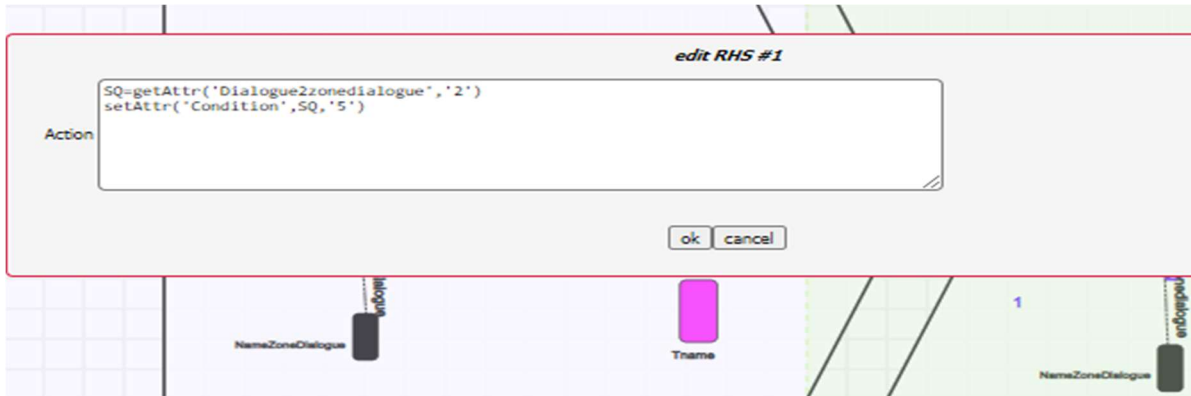 edit RHS #1
SQ=getAttr('Dialogue2zonedialogue','2')
setAttr('Condition',SQ,'5')
Action
ok cancel
1
NameZoneDialogue
Tname
NameZoneDialogue